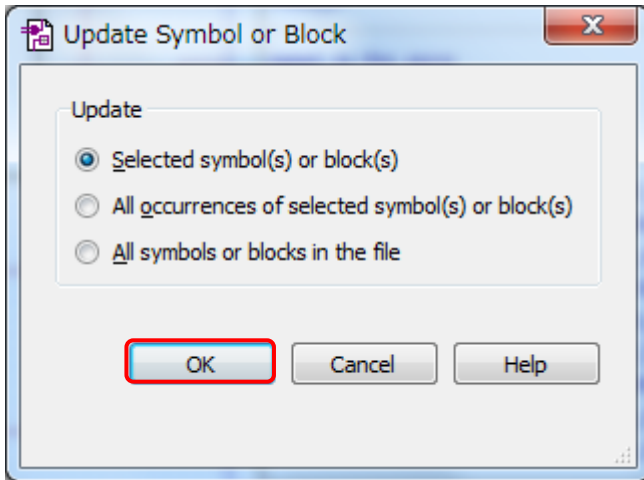 Update Symbol or Block
Update
Selected symbol(s) or block(s)
All occurrences of selected symbol(s) or block(s)
All symbols or blocks in the file
OK
Cancel
Help